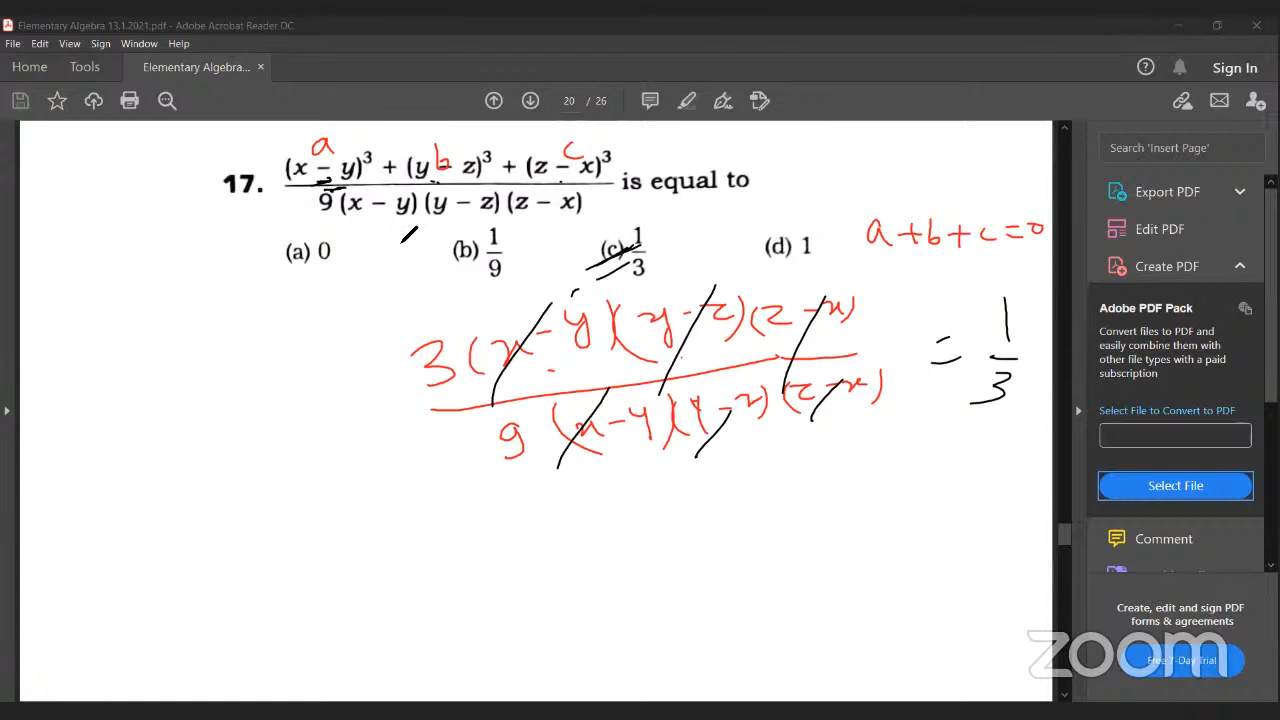 Elementary Algebra 13.1.2021.pdf - Adobe Acrobat Reader DC
File Edit View Sign Window Help
Home Tools Elementary Algebra... ×
Sign In
20 / 26
Search 'Insert Page'
Export PDF
Edit PDF
Create PDF
Adobe PDF Pack
Convert files to PDF and
easily combine them with
other file types with a paid
subscription
Select File to Convert to PDF
Select File
Comment
Create, edit and sign PDF
forms & agreements
Free 7-Day Trial
zoom
a b c
17. (x – y)³ + (y – z)³ + (z – x)³ is equal to
9 (x – y) (y – z) (z – x)
(a) 0 (b) 1/9 (c) 1/3 (d) 1
a + b + c = 0
3 (x - y)(y - z)(z - x)
9 (x - y)(y - z)(z - x)
= 1/3